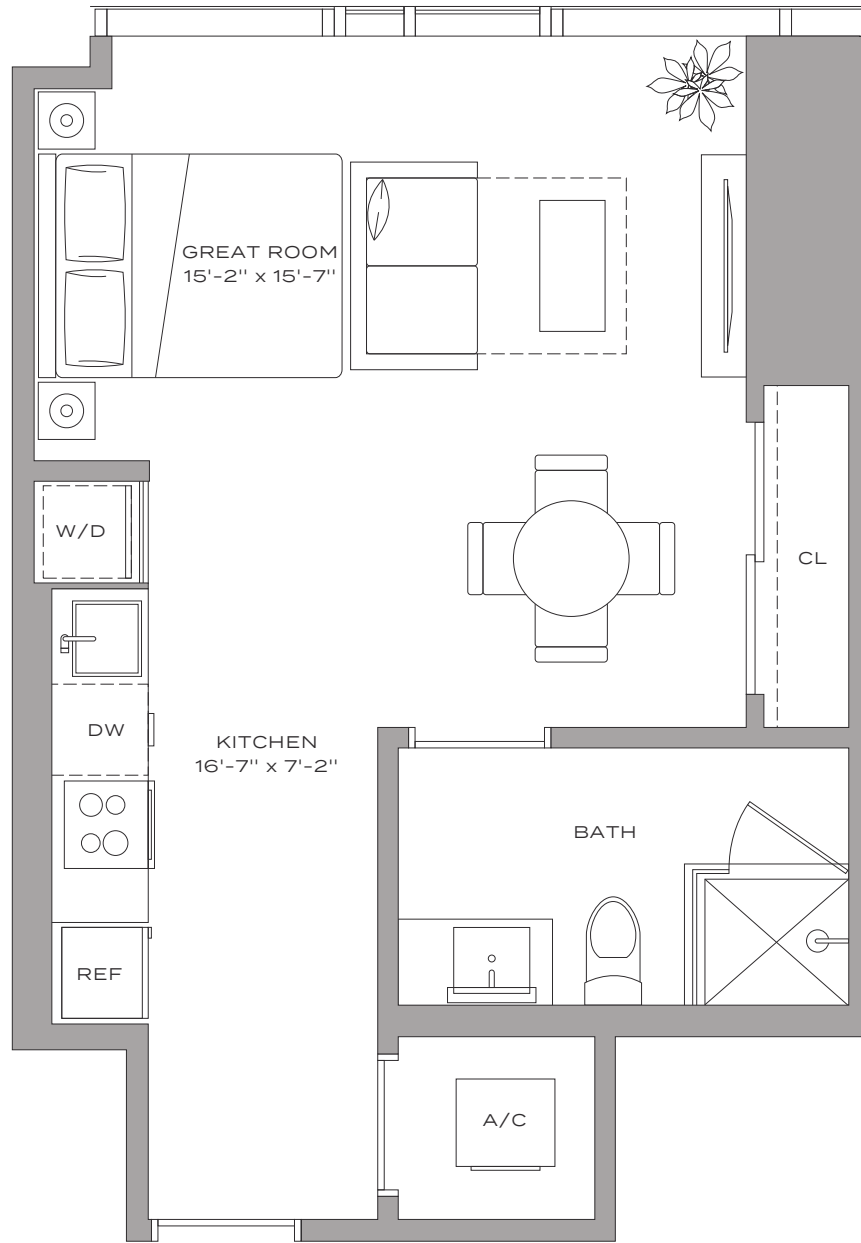 GREAT ROOM
15'-2" x 15'-7"
W/D
CL
DW
KITCHEN
16'-7" x 7'-2"
BATH
REF
A/C